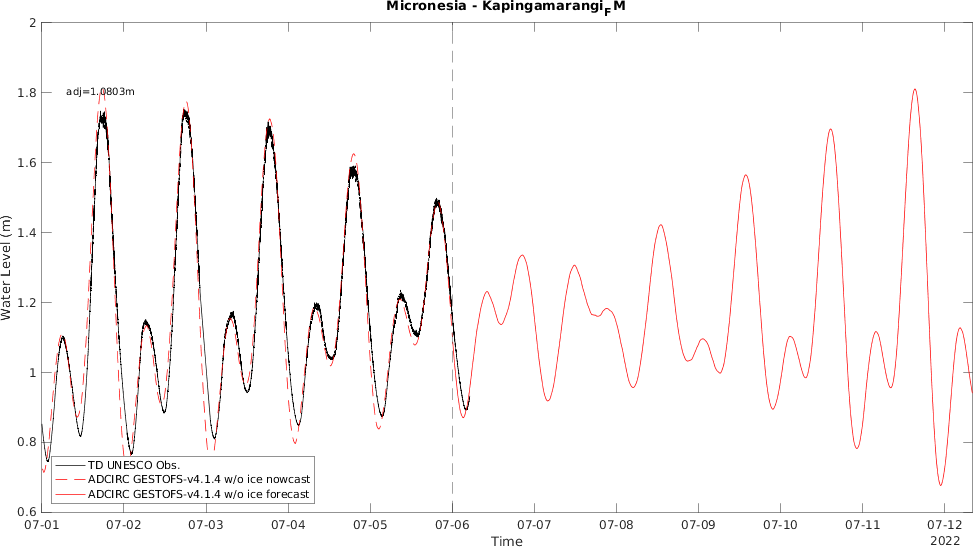 Micronesia - KapingamarangiFM
2
adj=1.0803m
1.8
1.6
1.4
Water Level (m)
1.2
1
0.8
TD UNESCO Obs.
ADCIRC GESTOFS-v4.1.4 w/o ice nowcast
ADCIRC GESTOFS-v4.1.4 w/o ice forecast
0.6
07-01 07-02 07-03 07-04 07-05 07-06 07-07 07-08 07-09 07-10 07-11 07-12
Time 2022